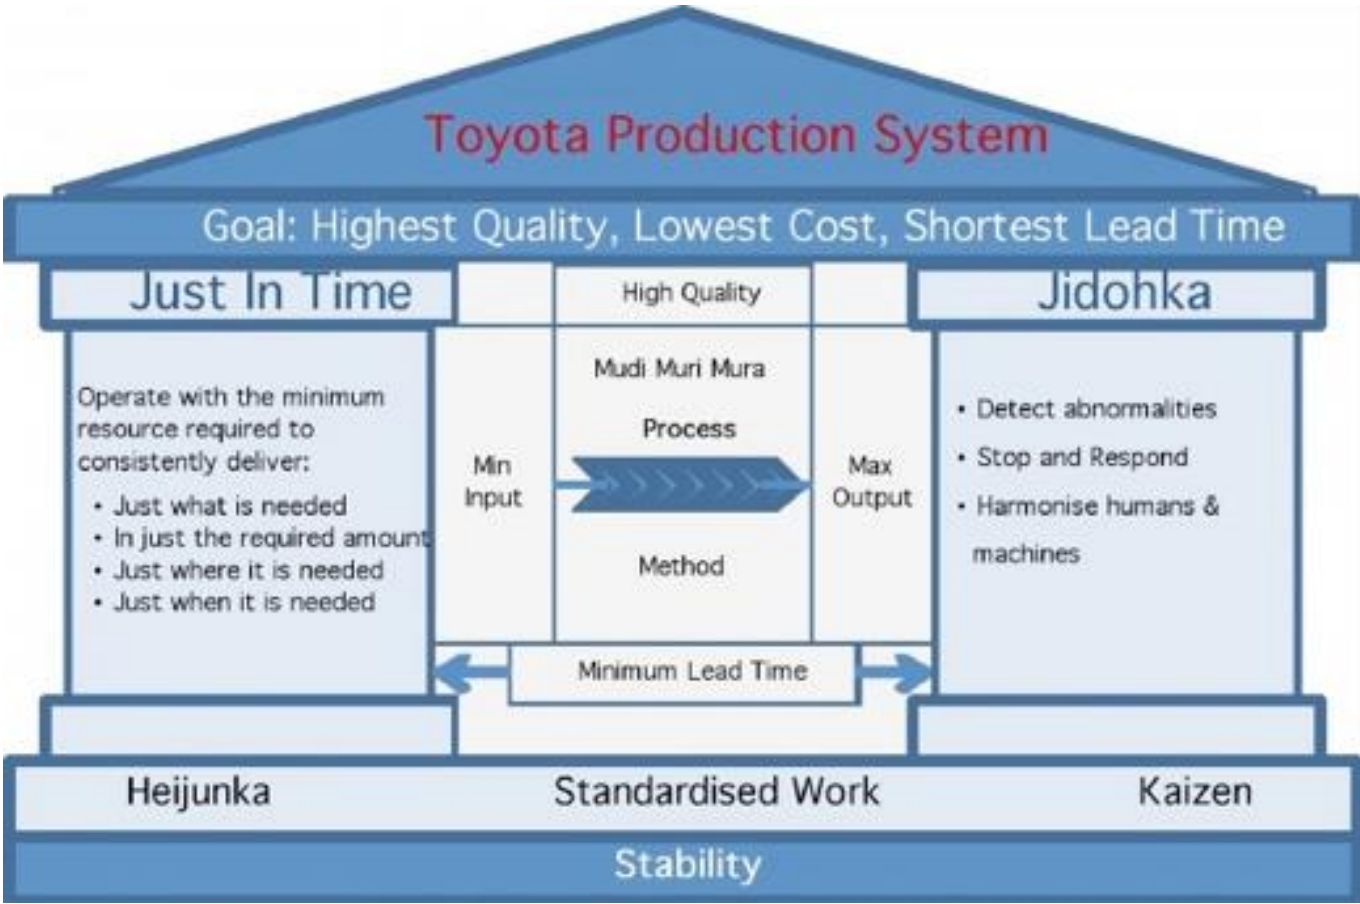 Toyota Production System
Goal: Highest Quality, Lowest Cost, Shortest Lead Time
Just In Time
Operate with the minimum
resource required to
consistently deliver:
• Just what is needed
• In just the required amount
• Just where it is needed
• Just when it is needed
High Quality
Mudi Muri Mura
Process
Min
Input
Max
Output
Method
Minimum Lead Time
Jidohka
• Detect abnormalities
• Stop and Respond
• Harmonise humans &
machines
Heijunka
Standardised Work
Kaizen
Stability